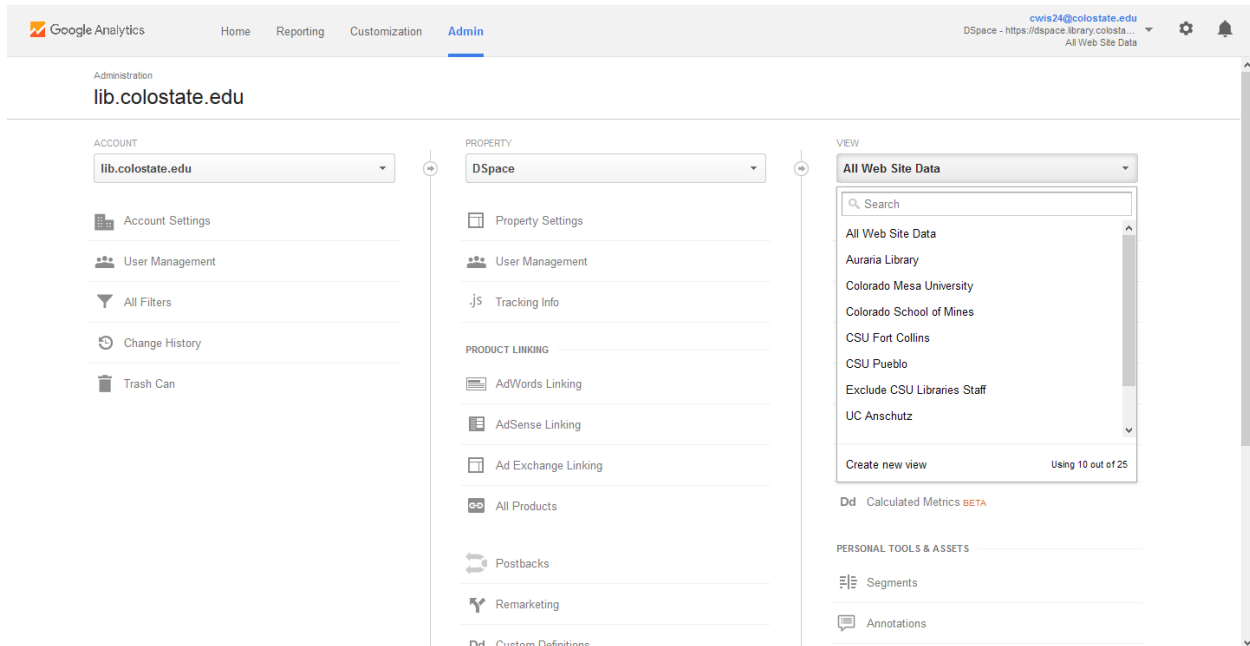 Google Analytics
Home
Reporting
Customization
Admin
cwis24@colostate.edu
DSpace - https://dspace.library.colosta...
All Web Site Data
Administration
lib.colostate.edu
ACCOUNT
lib.colostate.edu
Account Settings
User Management
All Filters
Change History
Trash Can
PROPERTY
DSpace
Property Settings
User Management
.js Tracking Info
PRODUCT LINKING
AdWords Linking
AdSense Linking
Ad Exchange Linking
All Products
Postbacks
Remarketing
Dd Custom Definitions
VIEW
All Web Site Data
Search
All Web Site Data
Auraria Library
Colorado Mesa University
Colorado School of Mines
CSU Fort Collins
CSU Pueblo
Exclude CSU Libraries Staff
UC Anschutz
Create new view Using 10 out of 25
Dd Calculated Metrics BETA
PERSONAL TOOLS & ASSETS
Segments
Annotations